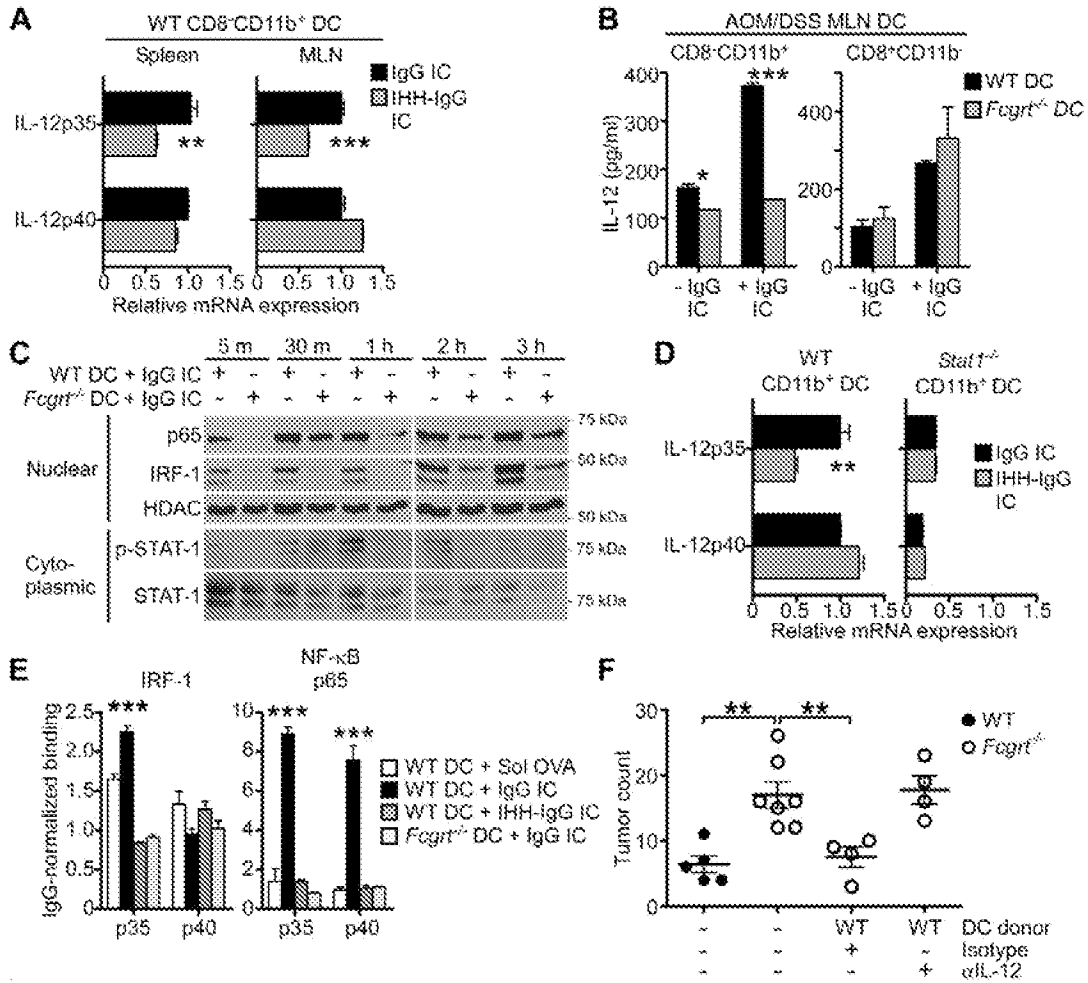 A
WT CD8-CD11b+ DC
Spleen MLN
IgG IC
IHH-IgG IC
IL-12p35
** ***
IL-12p40
0 0.5 1.0 1.5 0 0.5 1.0 1.5
Relative mRNA expression
B
AOM/DSS MLN DC
CD8-CD11b+ CD8+CD11b-
WT DC
Fcgrt-/- DC
IL-12 (pg/ml)
400
300
200
100
0
400
200
0
* ***
- IgG IC + IgG IC - IgG IC + IgG IC
C
5 m 30 m 1 h 2 h 3 h
WT DC + IgG IC + - + - + - + - + -
Fcgrt-/- DC + IgG IC - + - + - + - + - +
Nuclear
p65 - 75 kDa
IRF-1 - 50 kDa
HDAC - 50 kDa
Cyto-
plasmic
p-STAT-1 - 75 kDa
STAT-1 - 75 kDa
D
WT CD11b+ DC
Stat1-/- CD11b+ DC
IgG IC
IHH-IgG IC
IL-12p35
**
IL-12p40
0 0.5 1.0 1.5 0 0.5 1.0 1.5
Relative mRNA expression
E
IRF-1
NF-κB p65
IgG-normalized binding
2.5
2.0
1.5
1.0
0.5
0
10
8
6
4
2
0
*** *** ***
p35 p40 p35 p40
WT DC + Sol OVA
WT DC + IgG IC
WT DC + IHH-IgG IC
Fcgrt-/- DC + IgG IC
F
Tumor count
30
20
10
0
** **
WT
Fcgrt-/-
- - WT WT DC donor
- - + - Isotype
- - - + αIL-12